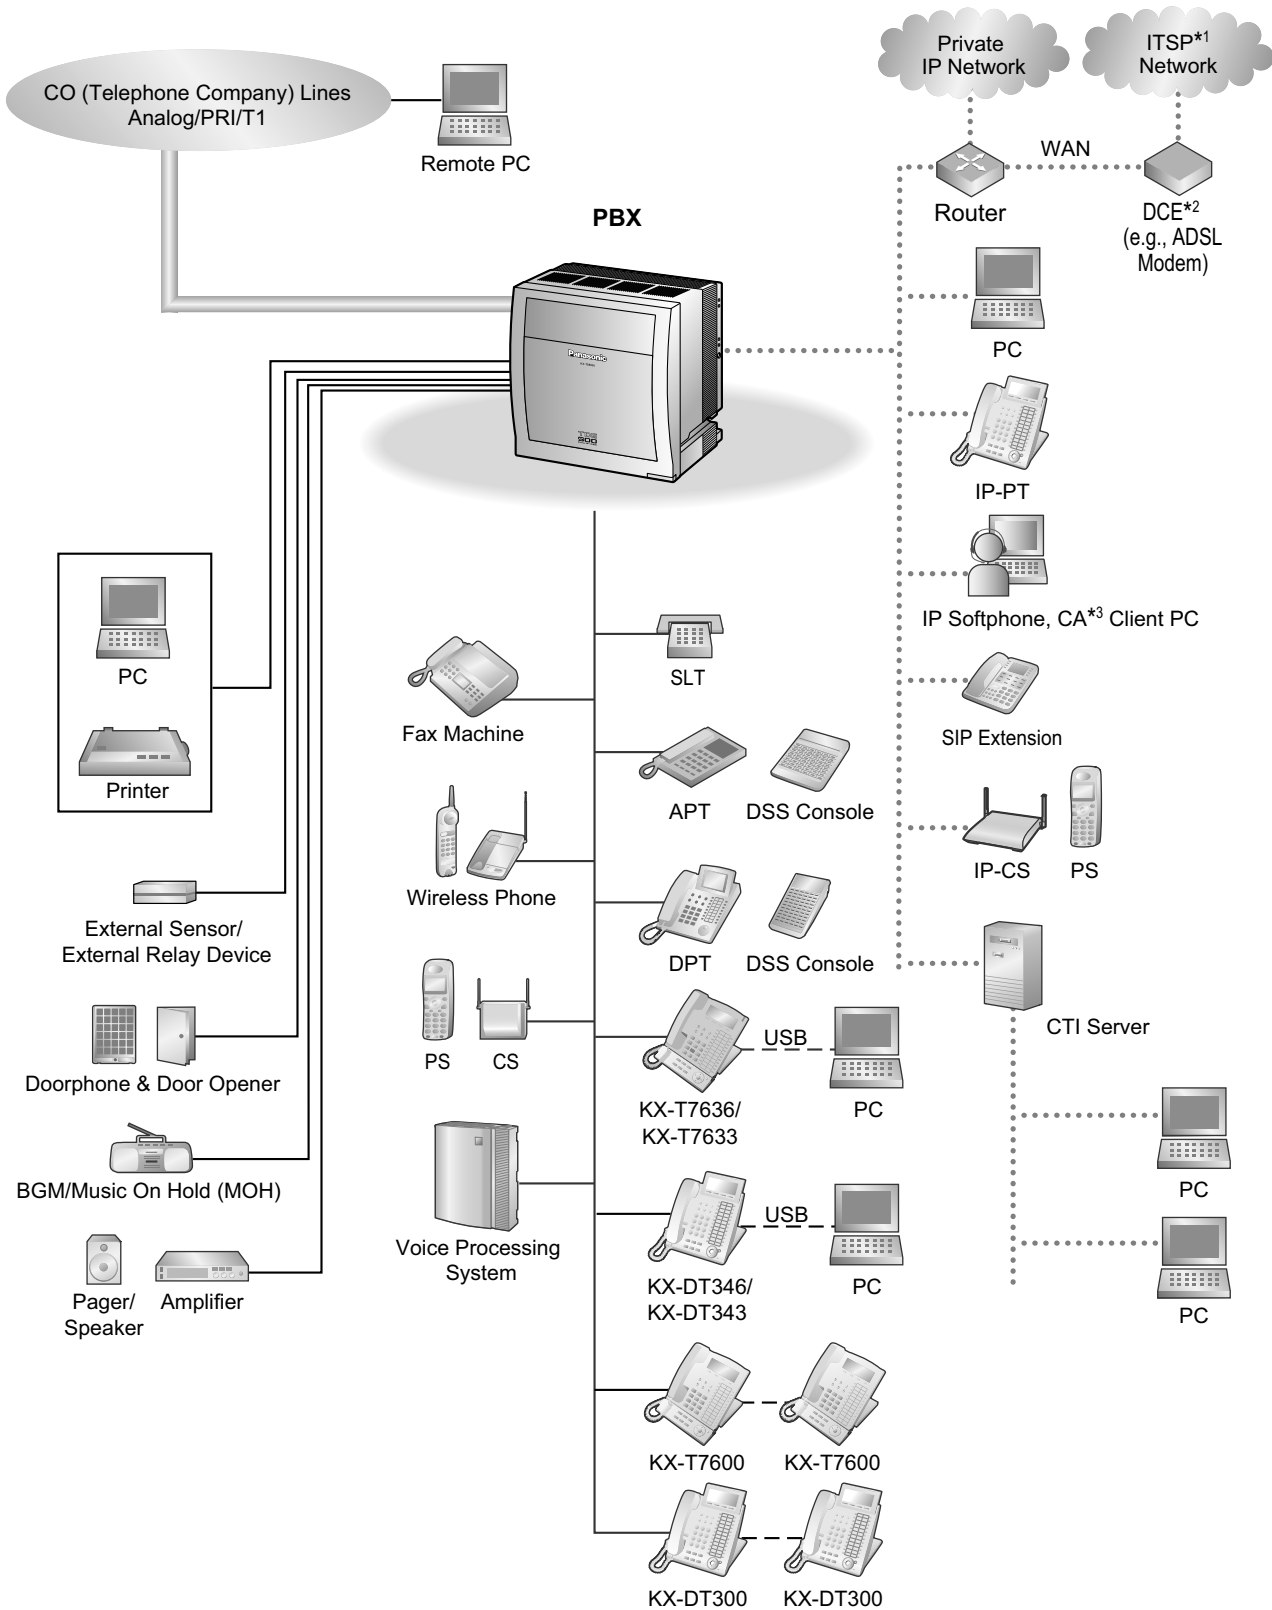 CO (Telephone Company) Lines
Analog/PRI/T1
Remote PC
Private
IP Network
ITSP*1
Network
WAN
Router
DCE*2
(e.g., ADSL
Modem)
PBX
Panasonic
TDE
600
PC
IP-PT
IP Softphone, CA*3 Client PC
SIP Extension
IP-CS
PS
CTI Server
PC
PC
PC
Printer
External Sensor/
External Relay Device
Doorphone & Door Opener
BGM/Music On Hold (MOH)
Pager/
Speaker
Amplifier
Fax Machine
Wireless Phone
PS
CS
Voice Processing
System
SLT
APT
DSS Console
DPT
DSS Console
USB
KX-T7636/
KX-T7633
PC
USB
KX-DT346/
KX-DT343
PC
KX-T7600
KX-T7600
KX-DT300
KX-DT300